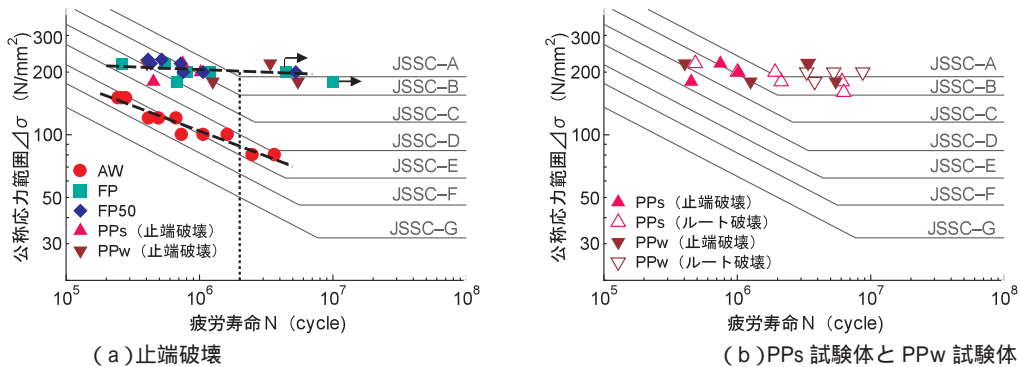 公称応力範囲⊿σ (N/mm²)
300
200
100
50
30
JSSC−A
JSSC−B
JSSC−C
JSSC−D
JSSC−E
JSSC−F
JSSC−G
AW
FP
FP50
PPs（止端破壊）
PPw（止端破壊）
10⁵ 10⁶ 10⁷ 10⁸
疲労寿命N (cycle)
(a)止端破壊
公称応力範囲⊿σ (N/mm²)
300
200
100
50
30
JSSC−A
JSSC−B
JSSC−C
JSSC−D
JSSC−E
JSSC−F
JSSC−G
PPs（止端破壊）
PPs（ルート破壊）
PPw（止端破壊）
PPw（ルート破壊）
10⁵ 10⁶ 10⁷ 10⁸
疲労寿命N (cycle)
(b)PPs 試験体と PPw 試験体